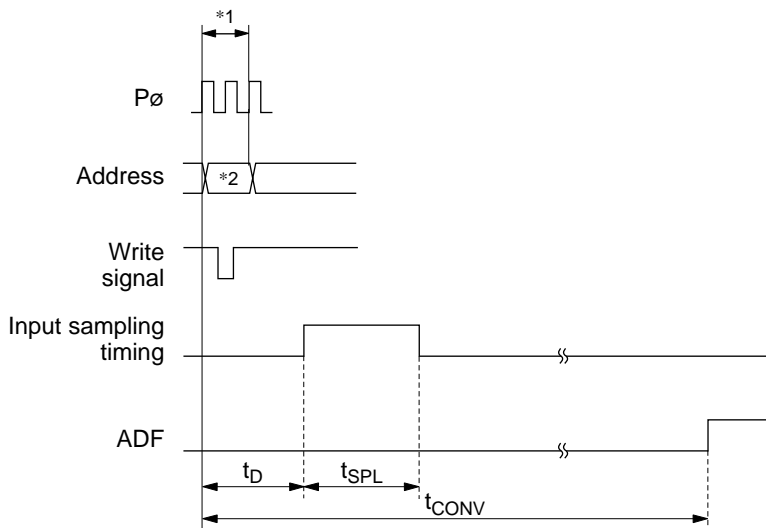 *1
Pø
Address
*2
Write
signal
Input sampling
timing
ADF
tD
tSPL
tCONV